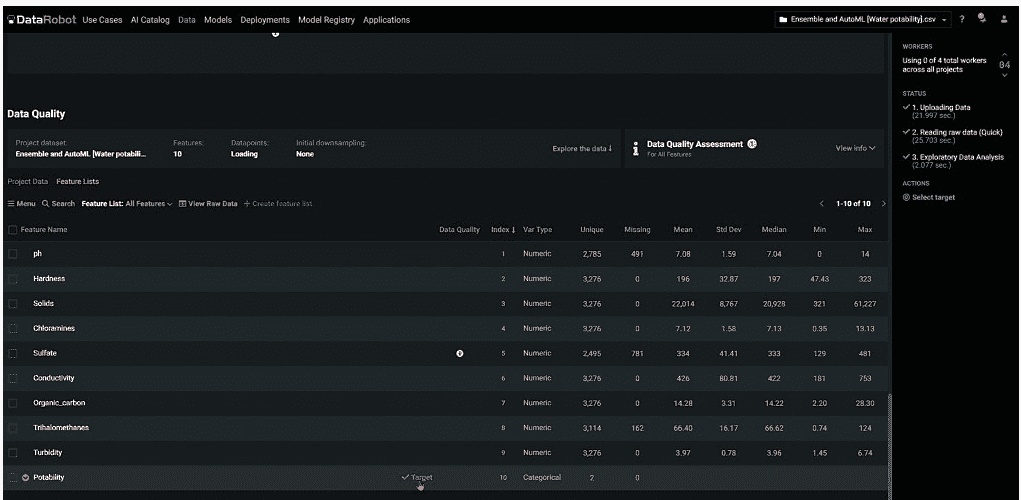 DataRobot Use Cases AI Catalog Data Models Deployments Model Registry Applications Ensemble and AutoML [Water potability].csv ?
WORKERS
Using 0 of 4 total workers
across all projects
04
STATUS
1. Uploading Data
(21.997 sec.)
2. Reading raw data (Quick)
(25.703 sec.)
3. Exploratory Data Analysis
(2.077 sec.)
ACTIONS
Select target
Data Quality
Project dataset: Features: Datapoints: Initial downsampling:
Ensemble and AutoML [Water potabili... 10 Loading None
Explore the data
Data Quality Assessment
For All Features
View info
Project Data Feature Lists
Menu Search Feature List: All Features View Raw Data + Create feature list 1-10 of 10
Feature Name Data Quality Index Var Type Unique Missing Mean Std Dev Median Min Max
ph 1 Numeric 2,785 491 7.08 1.59 7.04 0 14
Hardness 2 Numeric 3,276 0 196 32.87 197 47.43 323
Solids 3 Numeric 3,276 0 22,014 8,767 20,928 321 61,227
Chloramines 4 Numeric 3,276 0 7.12 1.58 7.13 0.35 13.13
Sulfate 5 Numeric 2,495 781 334 41.41 333 129 481
Conductivity 6 Numeric 3,276 0 426 80.81 422 181 753
Organic_carbon 7 Numeric 3,276 0 14.28 3.31 14.22 2.20 28.30
Trihalomethanes 8 Numeric 3,114 162 66.40 16.17 66.62 0.74 124
Turbidity 9 Numeric 3,276 0 3.97 0.78 3.96 1.45 6.74
Potability Target 10 Categorical 2 0